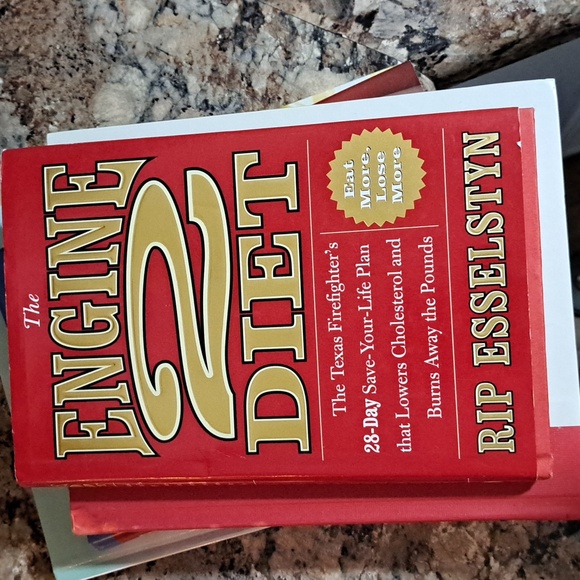 The
ENGINE
2
DIET
Eat
More,
Lose
More
The Texas Firefighter's
28-Day Save-Your-Life Plan
that Lowers Cholesterol and
Burns Away the Pounds
RIP ESSELSTYN